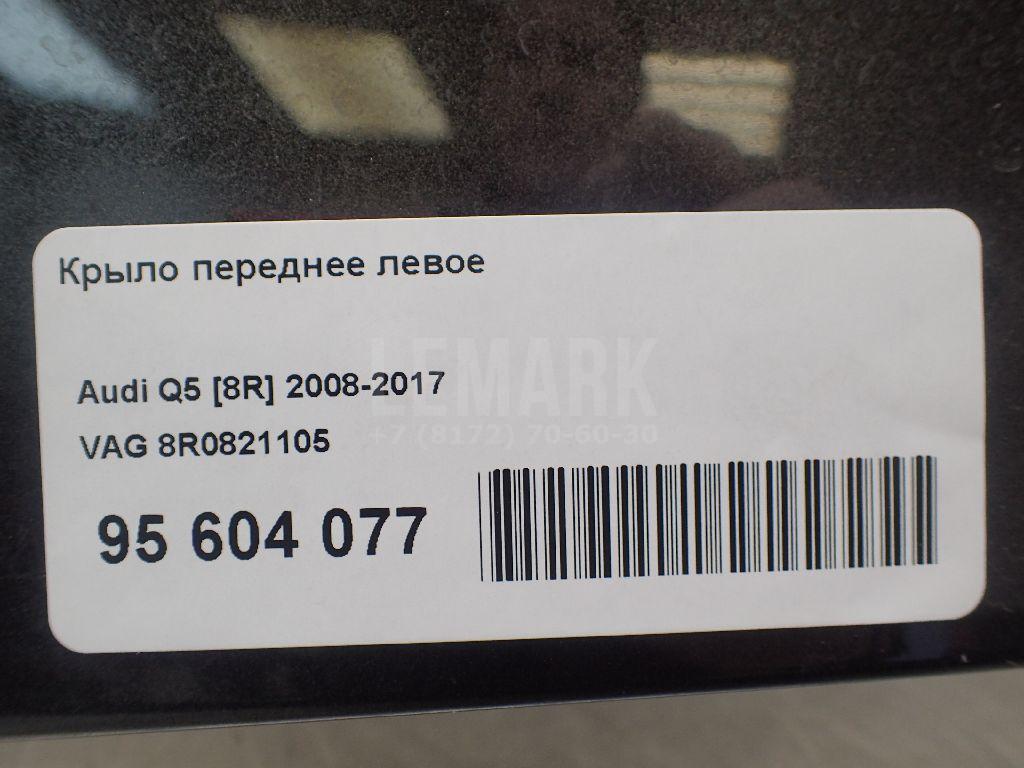 Крыло переднее левое
LEMARK
Audi Q5 [8R] 2008-2017
+7 (8172) 70-60-30
VAG 8R0821105
95 604 077